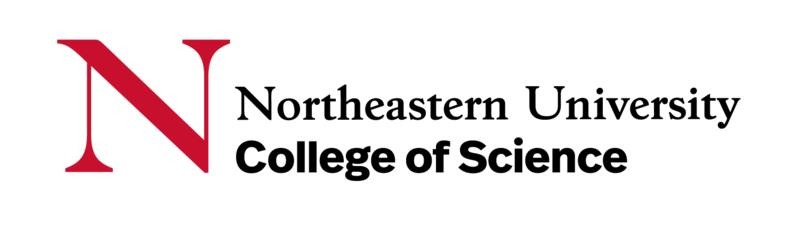 N
Northeastern University
College of Science